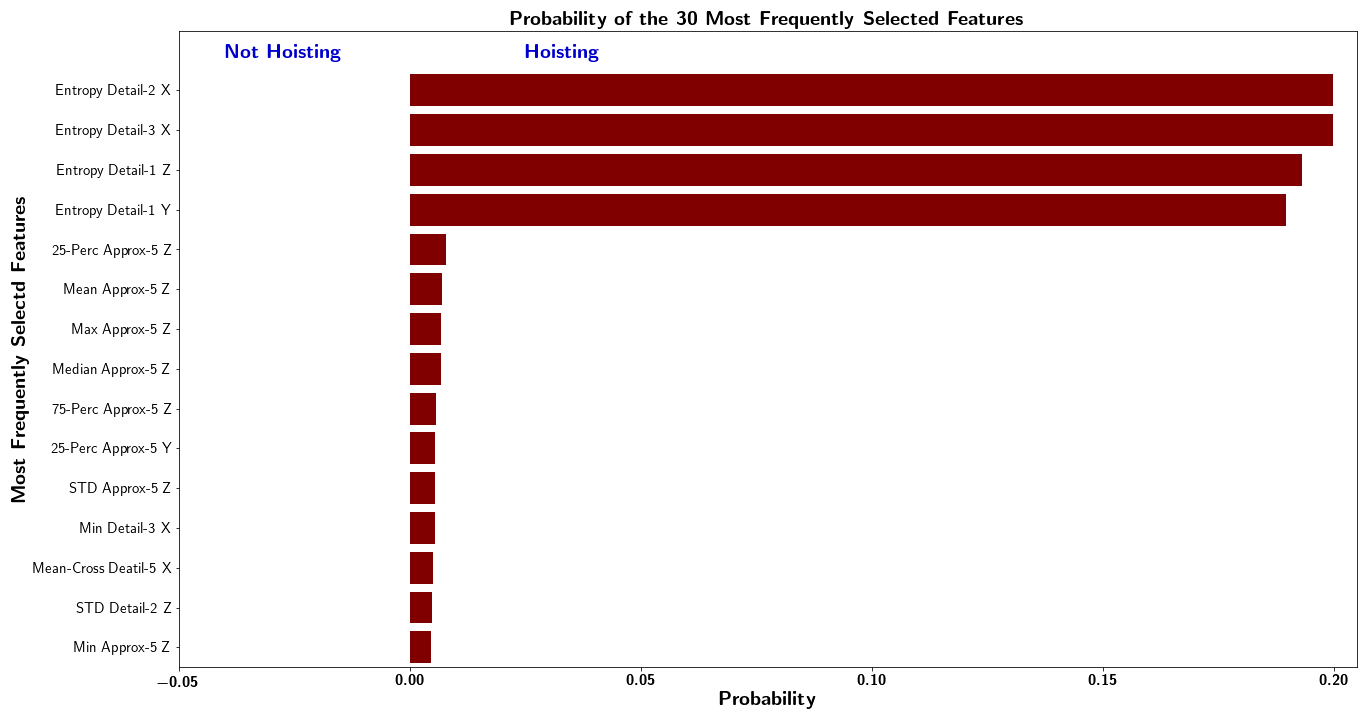 Probability of the 30 Most Frequently Selected Features
Not Hoisting
Hoisting
Most Frequently Selectd Features
Entropy Detail-2 X
Entropy Detail-3 X
Entropy Detail-1 Z
Entropy Detail-1 Y
25-Perc Approx-5 Z
Mean Approx-5 Z
Max Approx-5 Z
Median Approx-5 Z
75-Perc Approx-5 Z
25-Perc Approx-5 Y
STD Approx-5 Z
Min Detail-3 X
Mean-Cross Deatil-5 X
STD Detail-2 Z
Min Approx-5 Z
−0.05 0.00 0.05 0.10 0.15 0.20
Probability